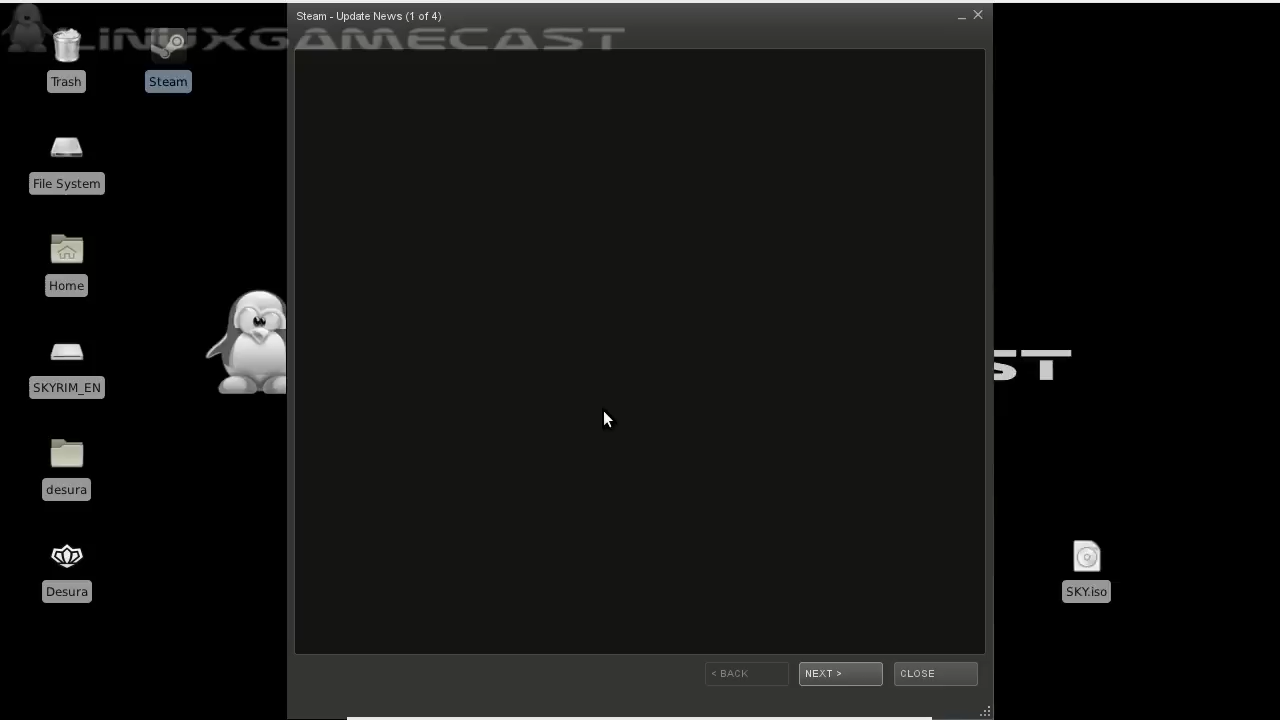 Steam - Update News (1 of 4)
LINUXGAMECAST
Trash
Steam
File System
Home
ST
SKYRIM_EN
desura
Desura
SKY.iso
< BACK
NEXT >
CLOSE